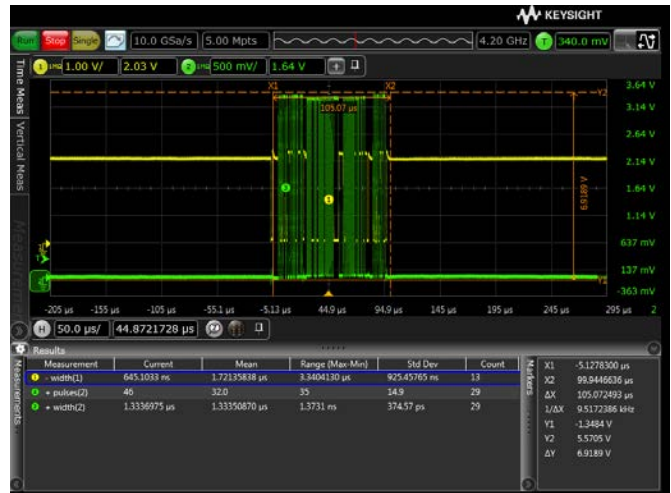 KEYSIGHT
Run Stop Single 10.0 GSa/s 5.00 Mpts 4.20 GHz T 340.0 mV
1 1.00 V/ 2.03 V 2 500 mV/ 1.64 V
Time Meas
Vertical Meas
Measurements
X1 X2
105.07 µs
Y2
6.9189 V
Y1
3
1
3.64 V
3.14 V
2.64 V
2.14 V
1.64 V
1.14 V
637 mV
137 mV
-363 mV
-205 µs -155 µs -105 µs -55.1 µs -5.13 µs 44.9 µs 94.9 µs 145 µs 195 µs 245 µs 295 µs 2
H 50.0 µs/ 44.8721728 µs
Results
Measurements
Measurement Current Mean Range (Max-Min) Std Dev Count
- width(1) 645.1033 ns 1.72135838 µs 3.3404130 µs 925.45765 ns 13
+ pulses(2) 46 32.0 35 14.9 29
+ width(2) 1.3336975 µs 1.33350870 µs 1.3731 ns 374.57 ps 29
Markers
X1 -5.1278300 µs
X2 99.9446636 µs
ΔX 105.072493 µs
1/ΔX 9.5172386 kHz
Y1 -1.3484 V
Y2 5.5705 V
ΔY 6.9189 V